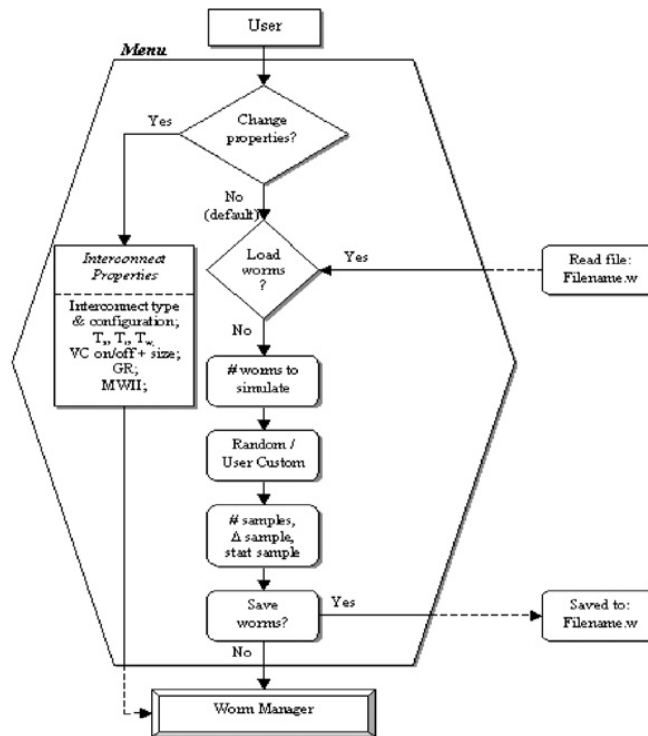 User
Menu
Change
properties?
Yes
No
(default)
Interconnect
Properties
Interconnect type
& configuration;
Tₛ, Tᵣ, T_w,
VC on/off + size;
GR;
MWII;
Load
worms
?
Yes
Read file:
Filename.w
No
# worms to
simulate
Random /
User Custom
# samples,
Δ sample,
start sample
Save
worms?
Yes
Saved to:
Filename.w
No
Worm Manager